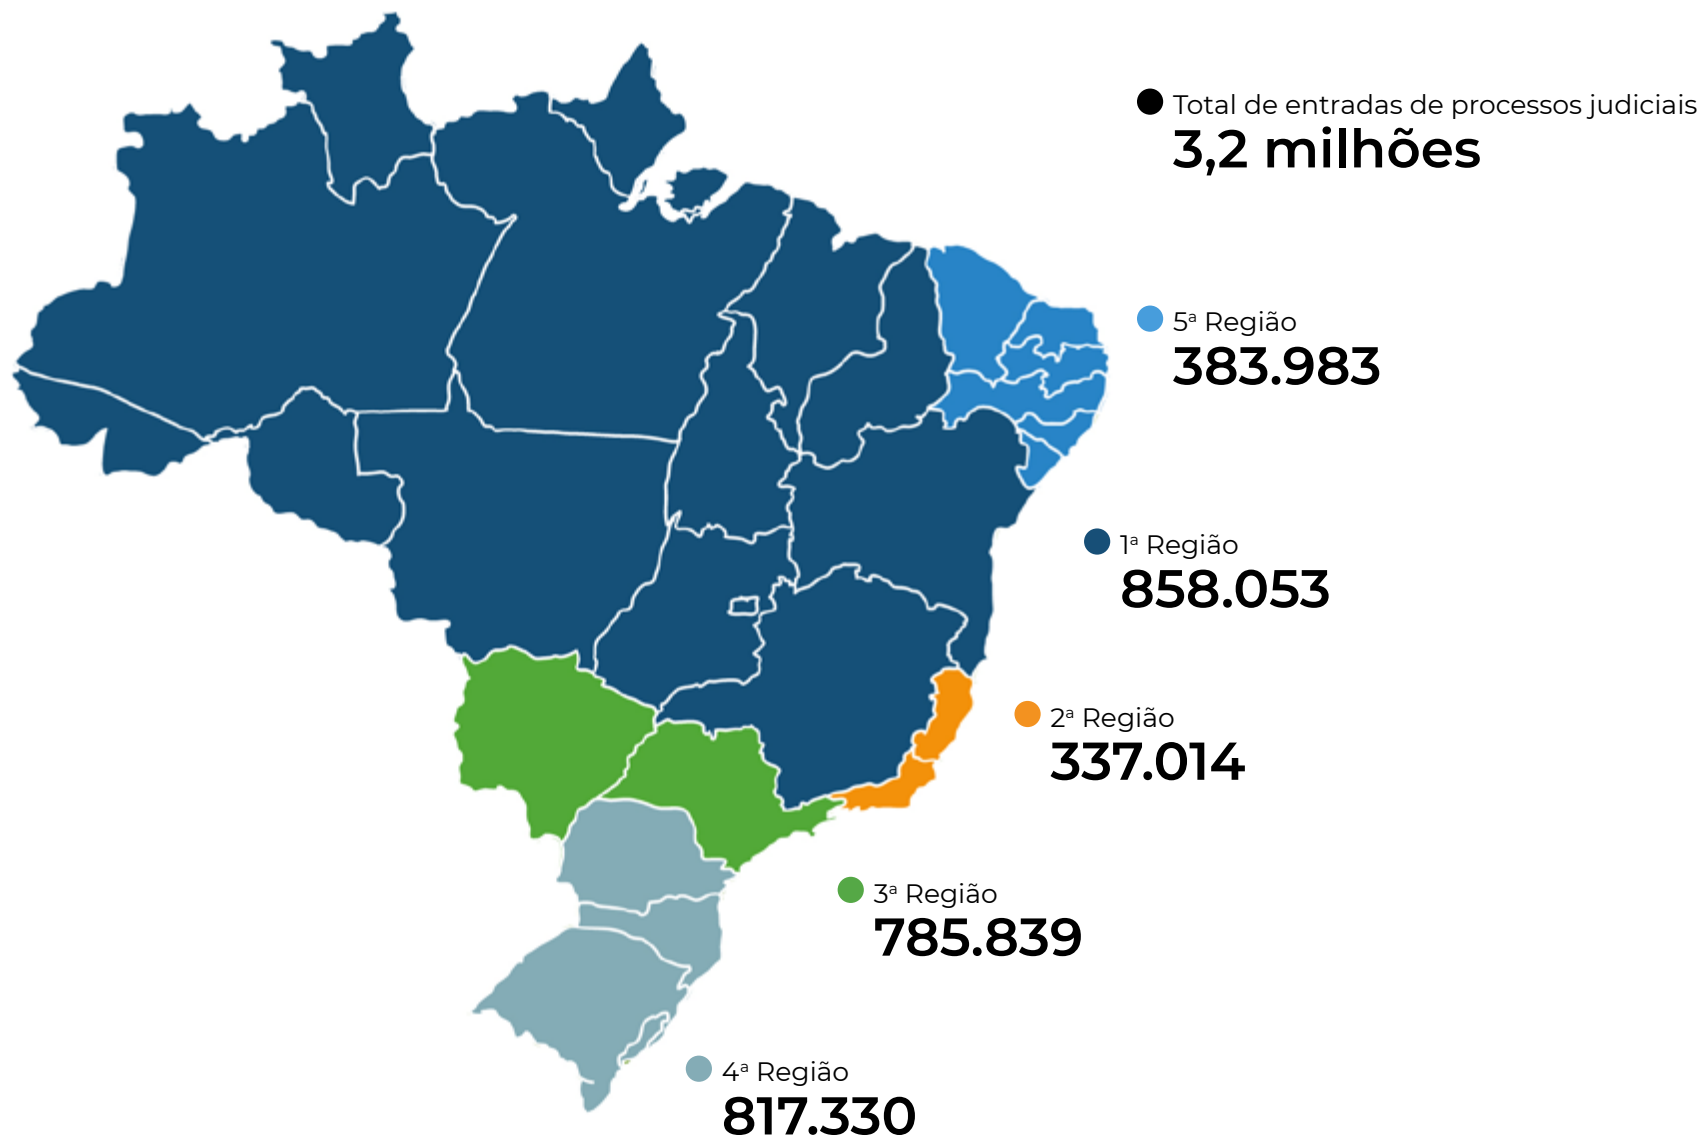 Total de entradas de processos judiciais
3,2 milhões
5ª Região
383.983
1ª Região
858.053
2ª Região
337.014
3ª Região
785.839
4ª Região
817.330